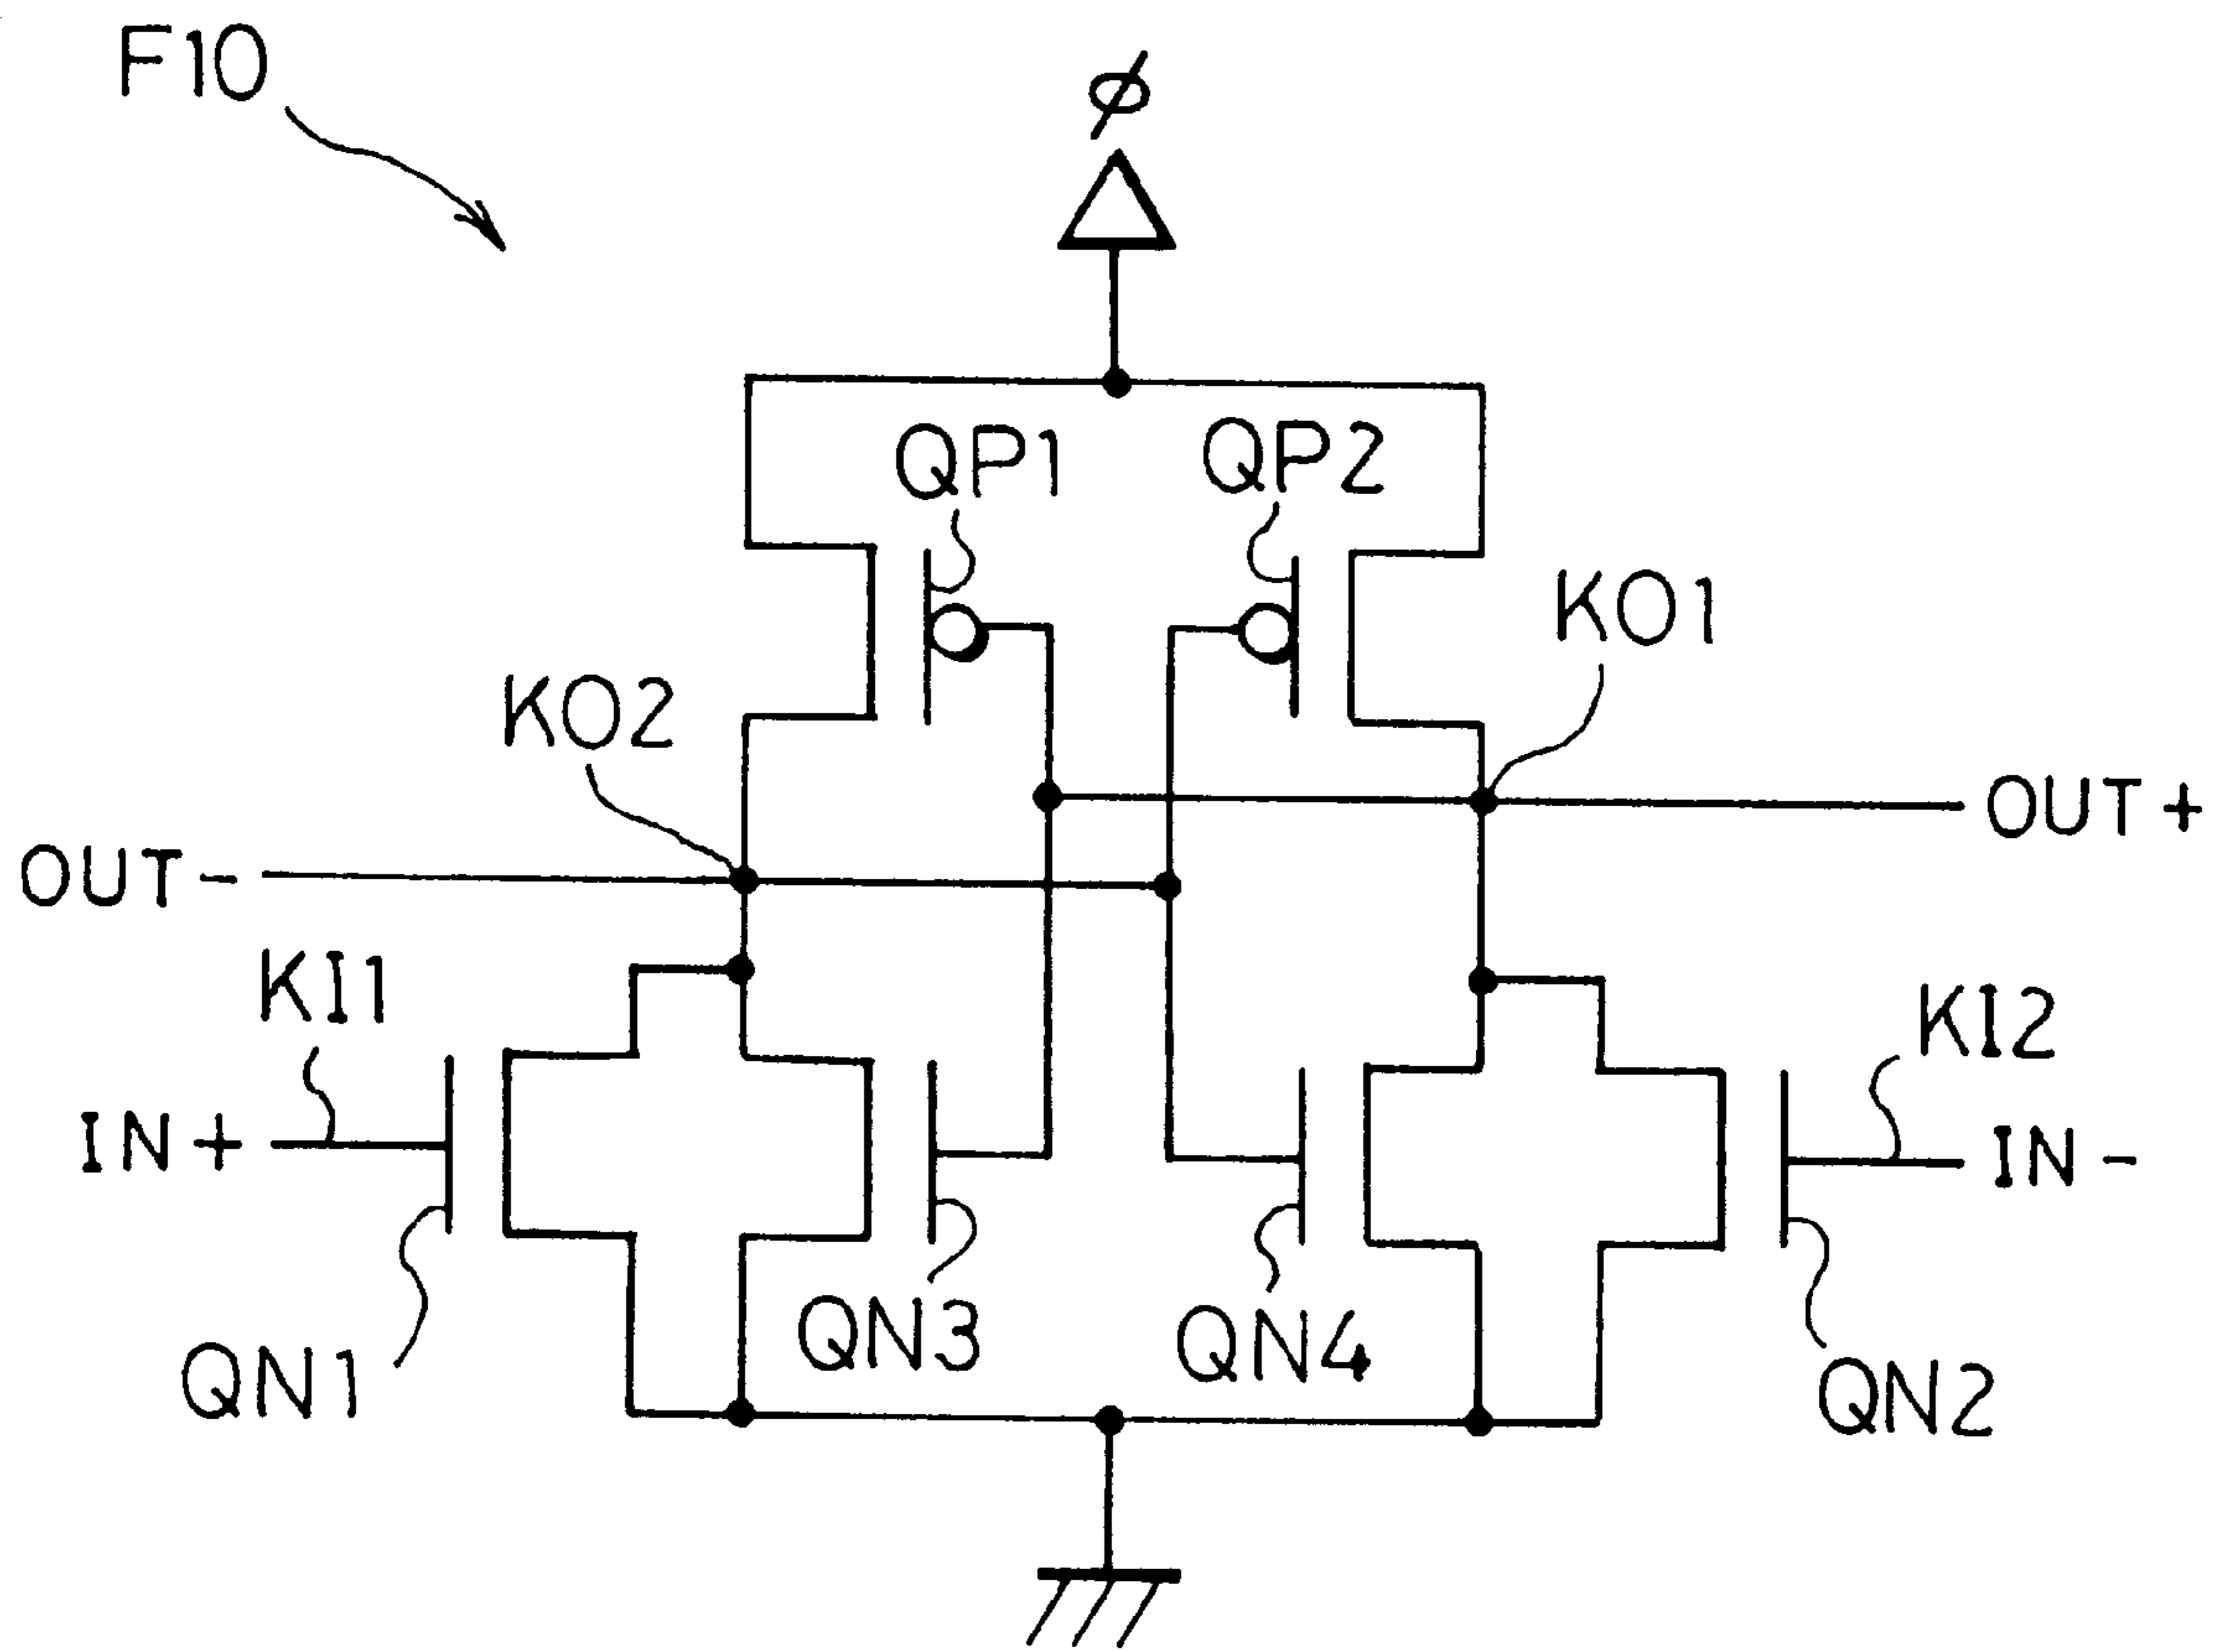 F10
ϕ
QP1
QP2
KO1
KO2
OUT+
OUT-
KI1
KI2
IN+
IN-
QN3
QN4
QN1
QN2